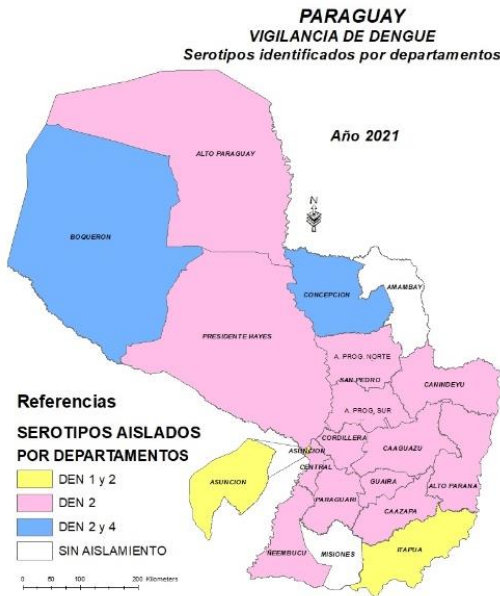 PARAGUAY
VIGILANCIA DE DENGUE
Serotipos identificados por departamentos
Año 2021
N
ALTO PARAGUAY
BOQUERON
CONCEPCION
AMAMBAY
PRESIDENTE HAYES
A. PROG. NORTE
SAN PEDRO
CANINDEYU
A. PROG, SUR
CORDILLERA
ASUNCION
CAAGUAZU
CENTRAL
ASUNCION
GUAIRA
ALTO PARANA
PARAGUARI
CAAZAPA
ÑEEMBUCU
MISIONES
ITAPUA
Referencias
SEROTIPOS AISLADOS
POR DEPARTAMENTOS
DEN 1 y 2
DEN 2
DEN 2 y 4
SIN AISLAMIENTO
0 50 100 200 Kilometers